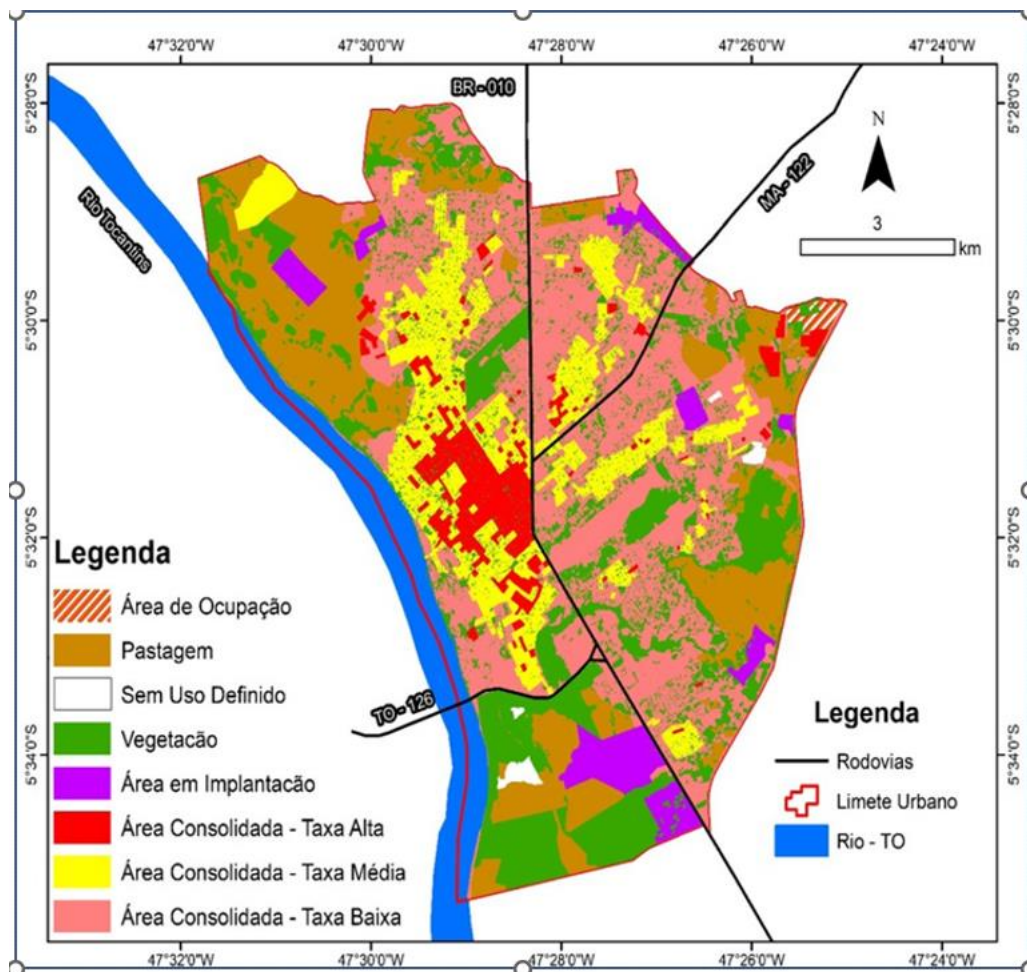 47°32'0"W
47°30'0"W
47°28'0"W
47°26'0"W
47°24'0"W
5°28'0"S
5°28'0"S
BR - 010
MA - 122
N
Rio Tocantins
3
km
5°30'0"S
5°30'0"S
5°32'0"S
5°32'0"S
Legenda
Área de Ocupação
Pastagem
Sem Uso Definido
Vegetacão
Área em Implantacão
Área Consolidada - Taxa Alta
Área Consolidada - Taxa Média
Área Consolidada - Taxa Baixa
TO - 126
Legenda
Rodovias
Limete Urbano
Rio - TO
5°34'0"S
5°34'0"S
47°32'0"W
47°30'0"W
47°28'0"W
47°26'0"W
47°24'0"W